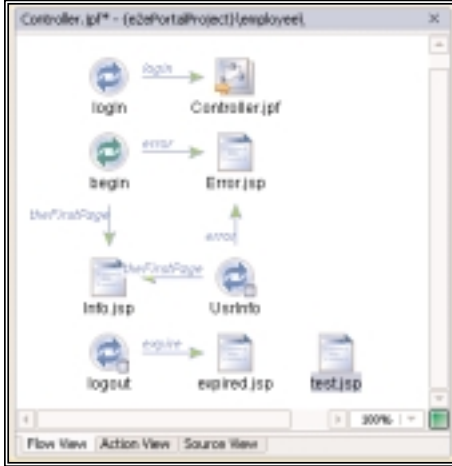 Controller.jpf* - {e2ePortalProject}\employee\
login
login
Controller.jpf
error
begin
Error.jsp
theFirstPage
error
theFirstPage
Info.jsp
UsrInfo
expire
logout
expired.jsp
test.jsp
100%
Flow View Action View Source View